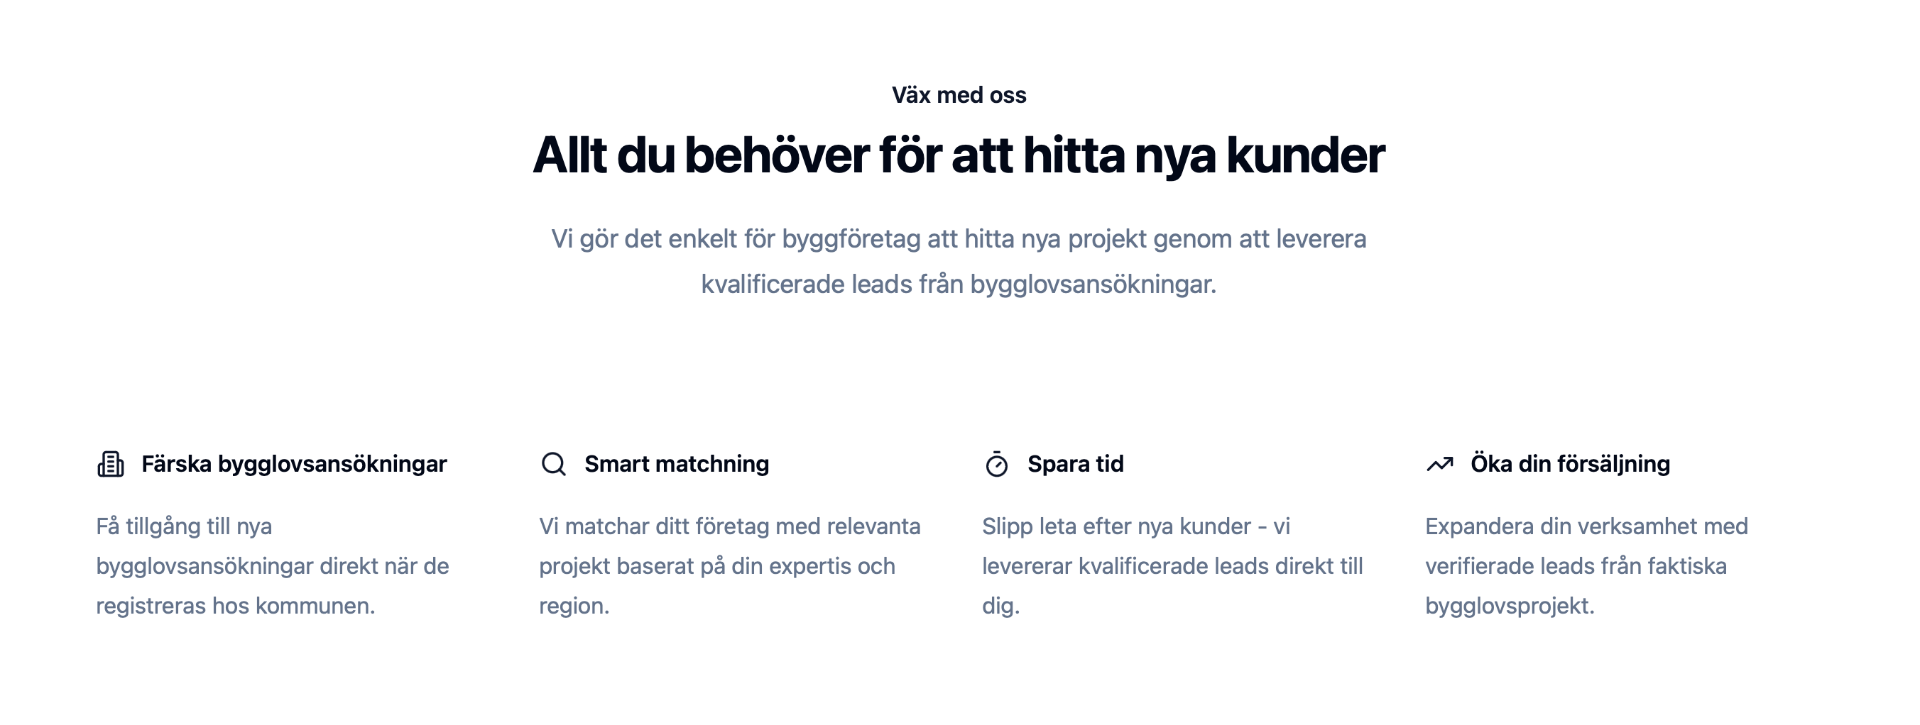 Väx med oss
Allt du behöver för att hitta nya kunder
Vi gör det enkelt för byggföretag att hitta nya projekt genom att leverera
kvalificerade leads från bygglovsansökningar.
Färska bygglovsansökningar
Få tillgång till nya
bygglovsansökningar direkt när de
registreras hos kommunen.
Smart matchning
Vi matchar ditt företag med relevanta
projekt baserat på din expertis och
region.
Spara tid
Slipp leta efter nya kunder - vi
levererar kvalificerade leads direkt till
dig.
Öka din försäljning
Expandera din verksamhet med
verifierade leads från faktiska
bygglovsprojekt.